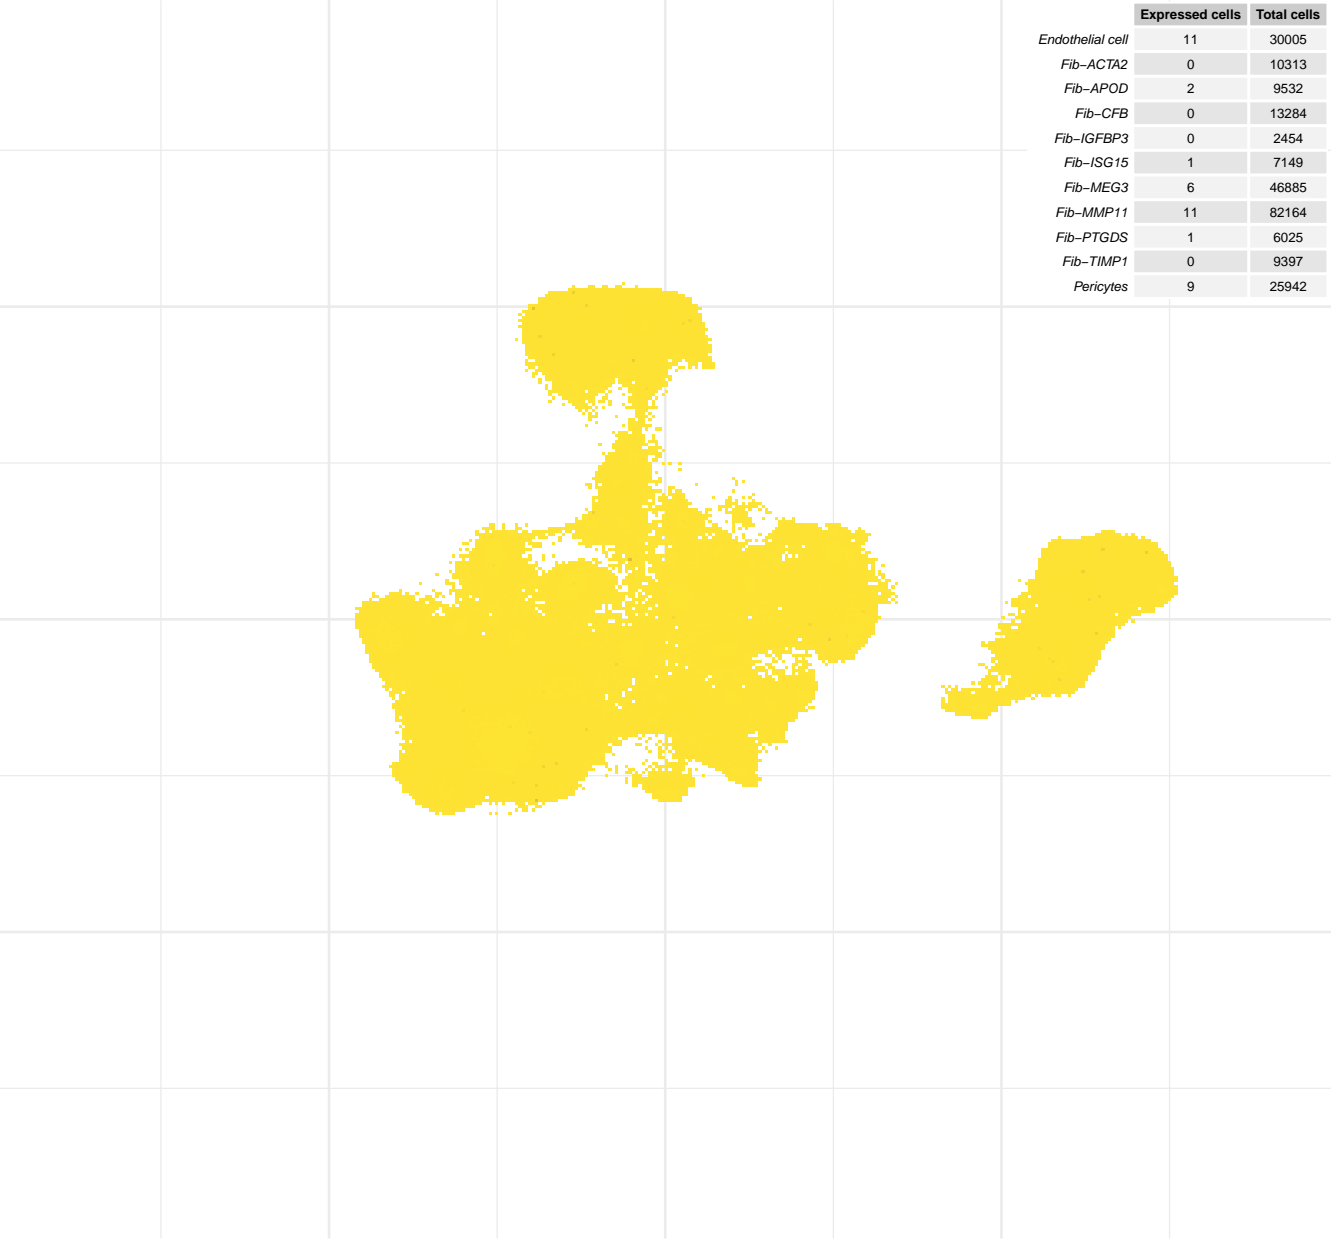 Expressed cells Total cells
Endothelial cell 11 30005
Fib−ACTA2 0 10313
Fib−APOD 2 9532
Fib−CFB 0 13284
Fib−IGFBP3 0 2454
Fib−ISG15 1 7149
Fib−MEG3 6 46885
Fib−MMP11 11 82164
Fib−PTGDS 1 6025
Fib−TIMP1 0 9397
Pericytes 9 25942